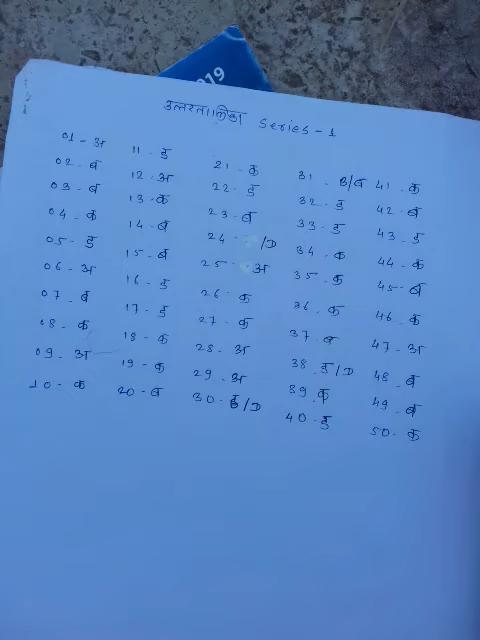 2019
उत्तरतालिका Series - 1
01 - अ
02 - ब
03 - ब
04 - क
05 - ड
06 - अ
07 - ब
08 - क
09 - अ
10 - क
11 - ड
12 - अ
13 - क
14 - ब
15 - ब
16 - ड
17 - ड
18 - क
19 - क
20 - ब
21 - क
22 - ड
23 - ब
24 - /D
25 - अ
26 - क
27 - क
28 - अ
29 - अ
30 - ड/D
31 - B/ब
32 - ड
33 - ड
34 - क
35 - क
36 - क
37 - ब
38 - ड/D
39 - क
40 - ड
41 - क
42 - ब
43 - ड
44 - क
45 - ब
46 - क
47 - अ
48 - ब
49 - ब
50 - क